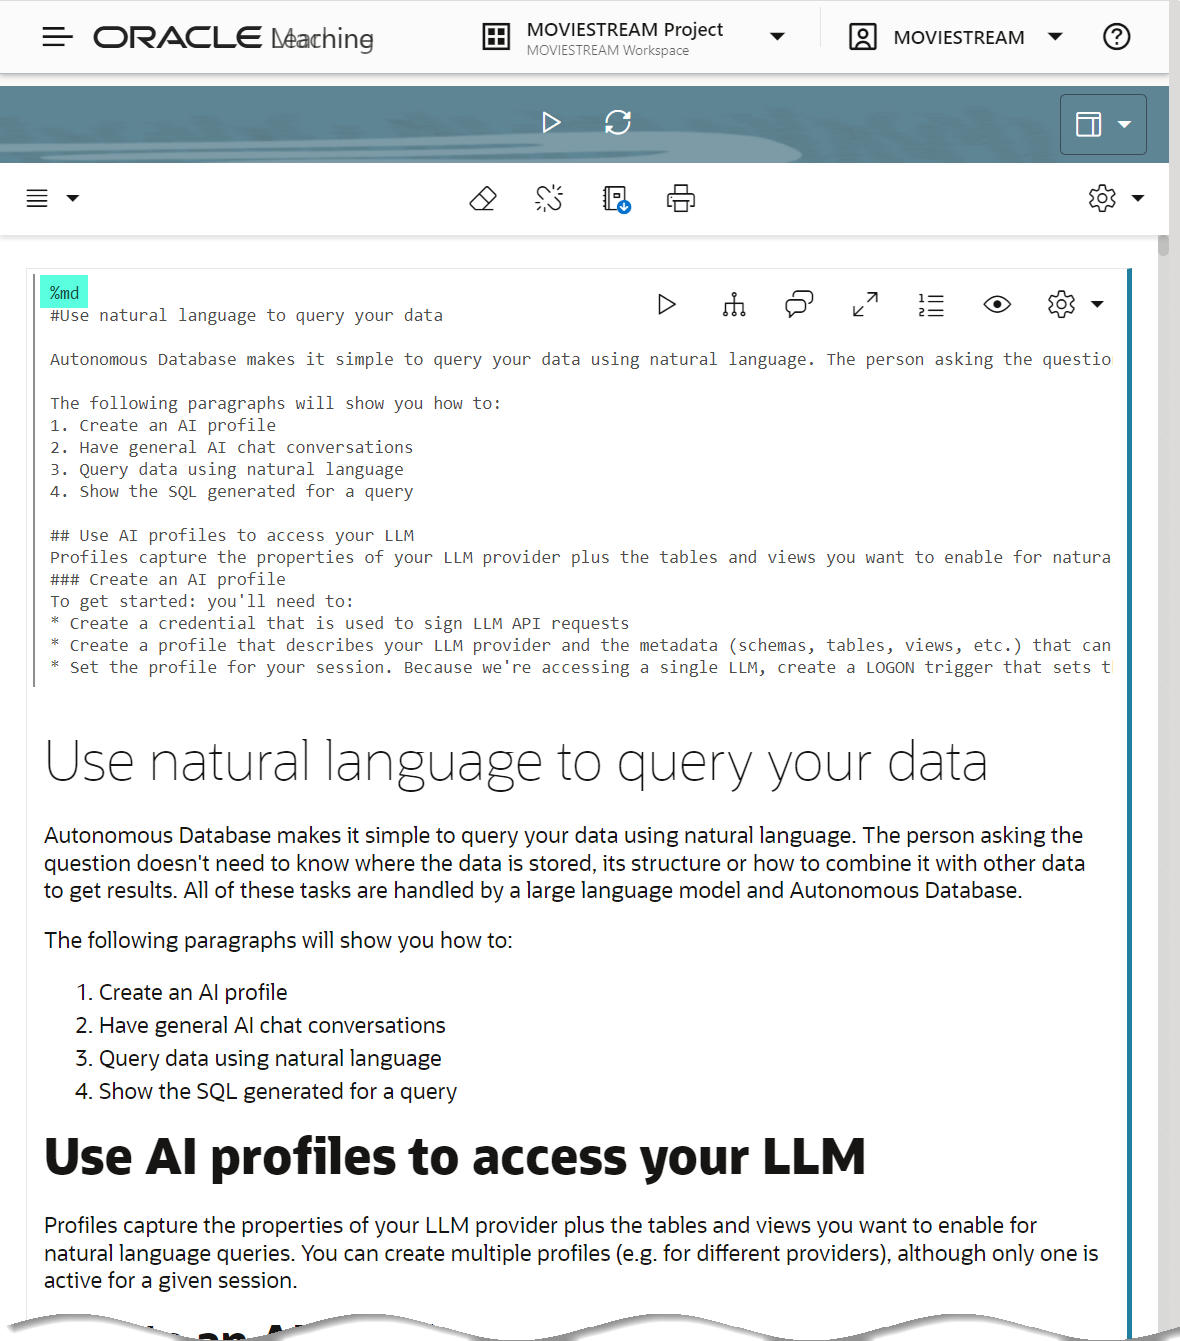 ORACLE
MOVIESTREAM Project
MOVIESTREAM Workspace
MOVIESTREAM
%md
#Use natural language to query your data
Autonomous Database makes it simple to query your data using natural language. The person asking the questio
The following paragraphs will show you how to:
1. Create an AI profile
2. Have general AI chat conversations
3. Query data using natural language
4. Show the SQL generated for a query
## Use AI profiles to access your LLM
Profiles capture the properties of your LLM provider plus the tables and views you want to enable for natura
### Create an AI profile
To get started: you'll need to:
* Create a credential that is used to sign LLM API requests
* Create a profile that describes your LLM provider and the metadata (schemas, tables, views, etc.) that can
* Set the profile for your session. Because we're accessing a single LLM, create a LOGON trigger that sets t
Use natural language to query your data
Autonomous Database makes it simple to query your data using natural language. The person asking the
question doesn't need to know where the data is stored, its structure or how to combine it with other data
to get results. All of these tasks are handled by a large language model and Autonomous Database.
The following paragraphs will show you how to:
1. Create an AI profile
2. Have general AI chat conversations
3. Query data using natural language
4. Show the SQL generated for a query
Use AI profiles to access your LLM
Profiles capture the properties of your LLM provider plus the tables and views you want to enable for
natural language queries. You can create multiple profiles (e.g. for different providers), although only one is
active for a given session.